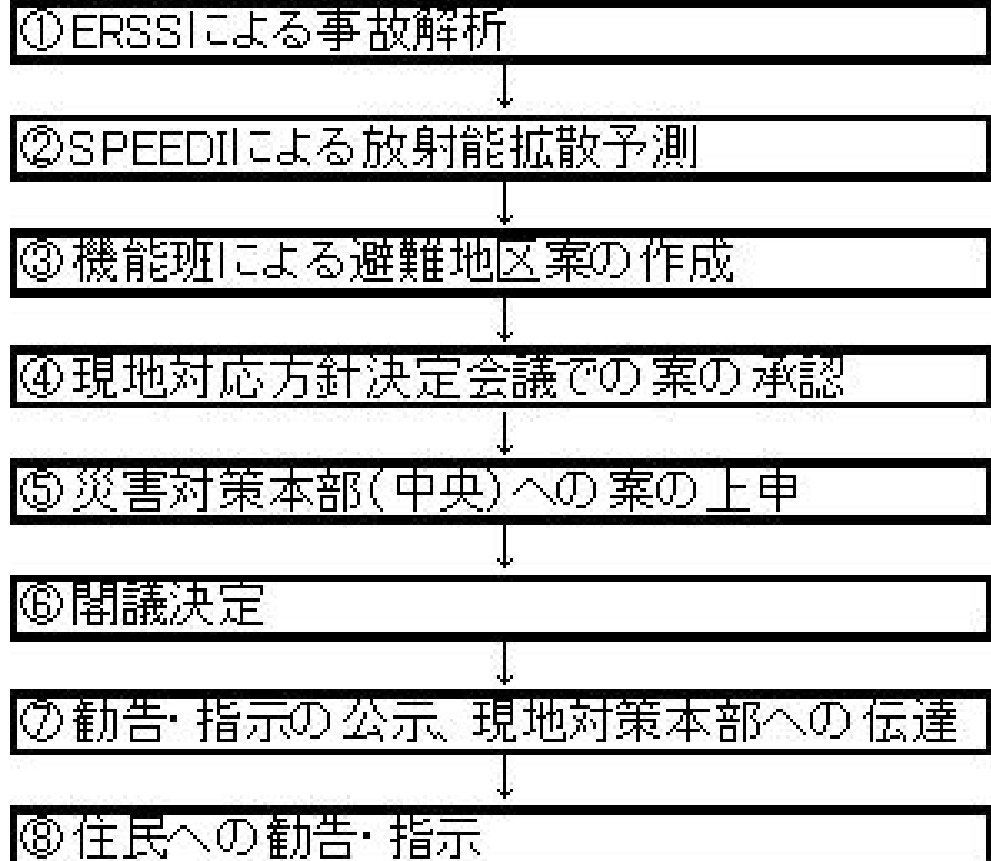 ①ERSSによる事故解析
②SPEEDIによる放射能拡散予測
③機能班による避難地区案の作成
④現地対応方針決定会議での案の承認
⑤災害対策本部(中央)への案の上申
⑥閣議決定
⑦勧告・指示の公示、現地対策本部への伝達
⑧住民への勧告・指示